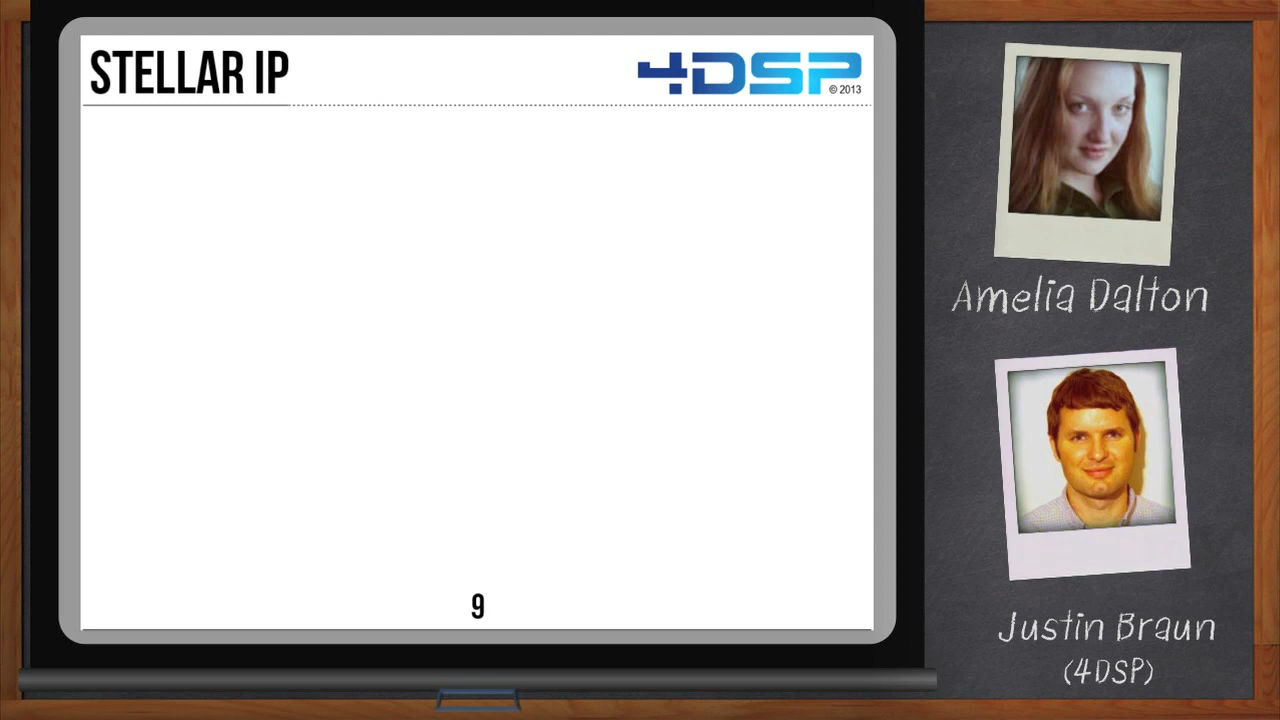 STELLAR IP
4DSP
© 2013
9
Amelia Dalton
Justin Braun
(4DSP)